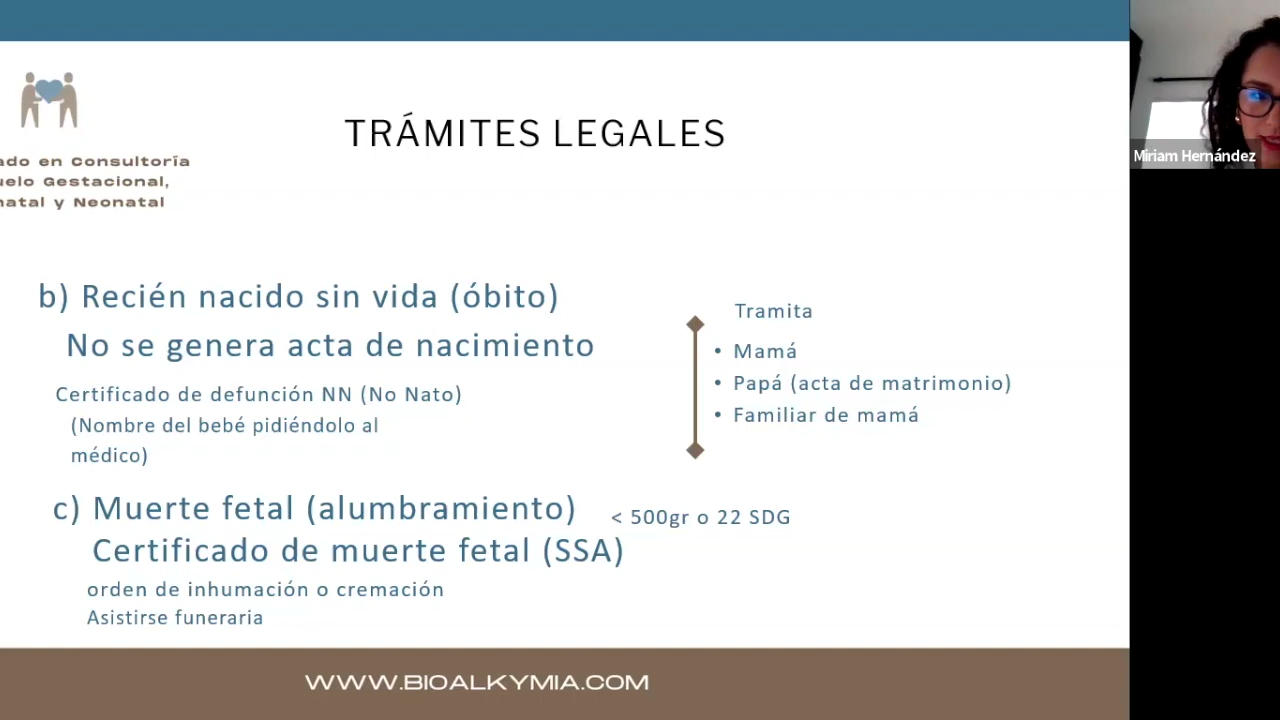 ado en Consultoría
uelo Gestacional,
natal y Neonatal
TRÁMITES LEGALES
Miriam Hernández
b) Recién nacido sin vida (óbito)
No se genera acta de nacimiento
Certificado de defunción NN (No Nato)
(Nombre del bebé pidiéndolo al
médico)
Tramita
• Mamá
• Papá (acta de matrimonio)
• Familiar de mamá
c) Muerte fetal (alumbramiento)
< 500gr o 22 SDG
Certificado de muerte fetal (SSA)
orden de inhumación o cremación
Asistirse funeraria
WWW.BIOALKYMIA.COM